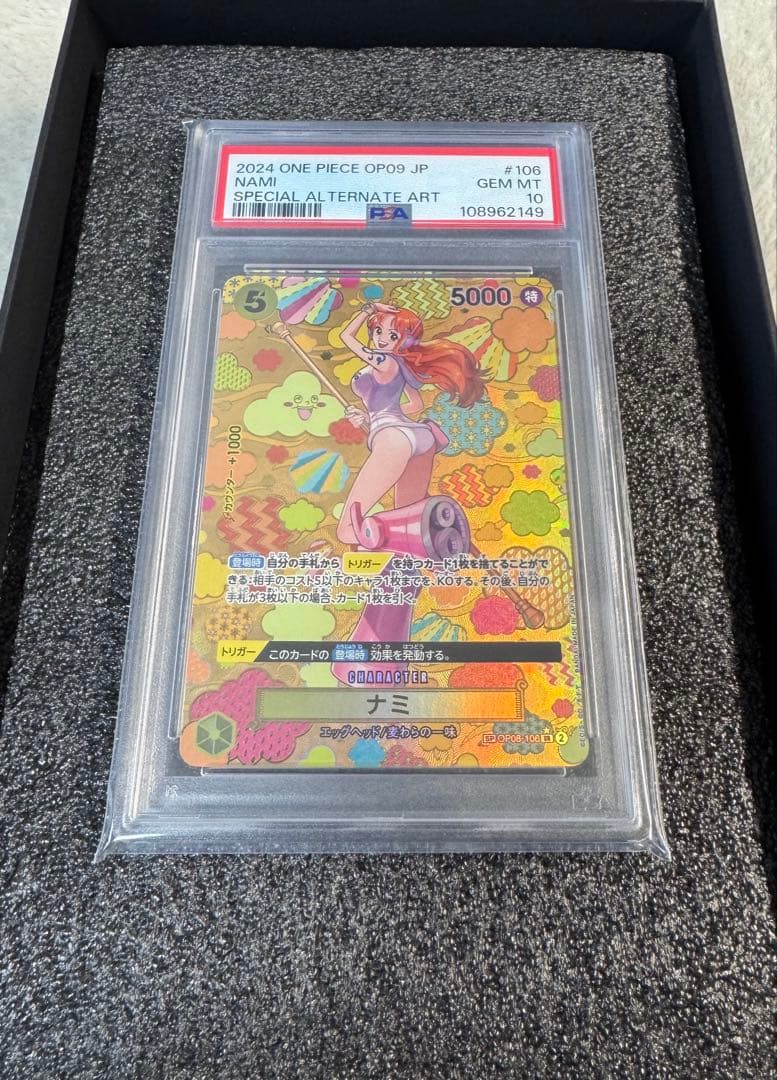 2024 ONE PIECE OP09 JP #106
NAMI GEM MT
SPECIAL ALTERNATE ART 10
PSA 108962149
5 5000 特
カウンター +1000
登場時 自分の手札から トリガー を持つカード1枚を捨てることがで
きる:相手のコスト5以下のキャラ1枚までを、KOする。その後、自分の
手札が3枚以下の場合、カード1枚を引く。
トリガー このカードの 登場時 効果を発動する。
CHARACTER
ナミ
エッグヘッド/麦わらの一味
SP OP08-106 SR 2